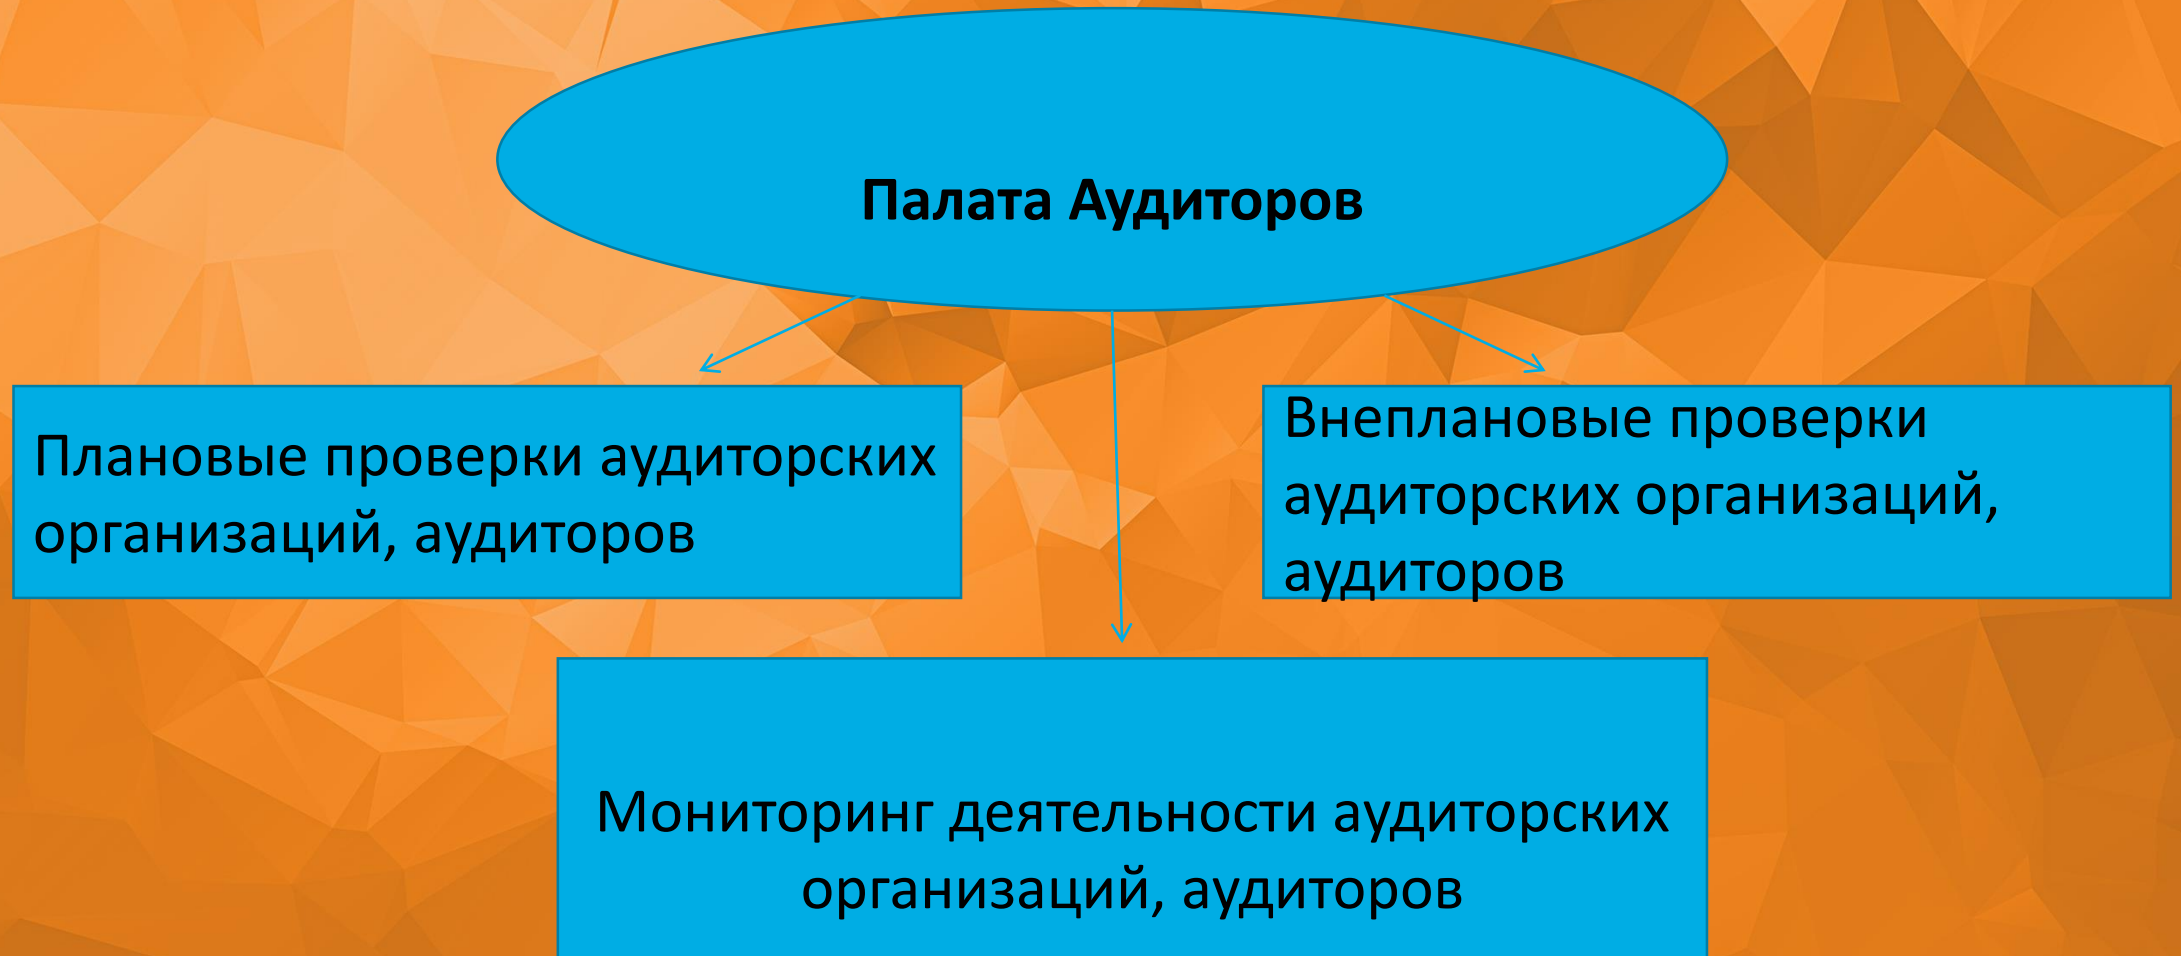 Палата Аудиторов
Плановые проверки аудиторских
организаций, аудиторов
Внеплановые проверки
аудиторских организаций,
аудиторов
Мониторинг деятельности аудиторских
организаций, аудиторов